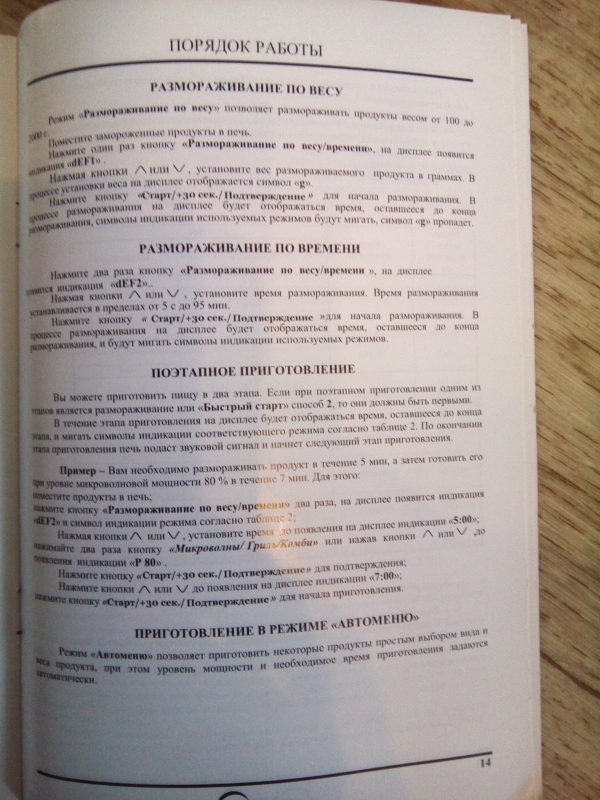 ПОРЯДОК РАБОТЫ
РАЗМОРАЖИВАНИЕ ПО ВЕСУ
Режим «Размораживание по весу» позволяет размораживать продукты весом от 100 до
2000 г.
Поместите замороженные продукты в печь.
Нажмите один раз кнопку «Размораживание по весу/времени», на дисплее появится
индикация «dEF1» .
Нажимая кнопки ∧ или ∨, установите вес размораживаемого продукта в граммах. В
процессе установки веса на дисплее отображается символ «g».
Нажмите кнопку «Старт/+30 сек./Подтверждение» для начала размораживания. В
процессе размораживания на дисплее будет отображаться время, оставшееся до конца
размораживания, символы индикации используемых режимов будут мигать, символ «g» пропадет.
РАЗМОРАЖИВАНИЕ ПО ВРЕМЕНИ
Нажмите два раза кнопку «Размораживание по весу/времени », на дисплее
появится индикация «dEF2»..
Нажимая кнопки ∧ или ∨, установите время размораживания. Время размораживания
устанавливается в пределах от 5 с до 95 мин.
Нажмите кнопку « Старт/+30 сек./Подтверждение »для начала размораживания. В
процессе размораживания на дисплее будет отображаться время, оставшееся до конца
размораживания, и будут мигать символы индикации используемых режимов.
ПОЭТАПНОЕ ПРИГОТОВЛЕНИЕ
Вы можете приготовить пищу в два этапа. Если при поэтапном приготовлении одним из
этапов является размораживание или «Быстрый старт» способ 2, то они должны быть первыми.
В течение этапа приготовления на дисплее будет отображаться время, оставшееся до конца
этапа, и мигать символы индикации соответствующего режима согласно таблице 2. По окончании
этапа приготовления печь подаст звуковой сигнал и начнет следующий этап приготовления.
Пример – Вам необходимо размораживать продукт в течение 5 мин, а затем готовить его
при уровне микроволновой мощности 80 % в течение 7 мин. Для этого:
поместите продукты в печь;
нажмите кнопку «Размораживание по весу/времени» два раза, на дисплее появится индикация
«dEF2» и символ индикации режима согласно таблице 2;
Нажимая кнопки ∧ или ∨, установите время до появления на дисплее индикации «5:00»;
нажимайте два раза кнопку «Микроволны/ Гриль/Комби» или нажав кнопки ∧ или ∨ ,до
появления индикации «P 80» .
Нажмите кнопку «Старт/+30 сек./Подтверждение» для подтверждения;
Нажмите кнопки ∧ или ∨ до появления на дисплее индикации «7:00»;
нажмите кнопку «Старт/+30 сек./Подтверждение» для начала приготовления.
ПРИГОТОВЛЕНИЕ В РЕЖИМЕ «АВТОМЕНЮ»
Режим «Автоменю» позволяет приготовить некоторые продукты простым выбором вида и
веса продукта, при этом уровень мощности и необходимое время приготовления задаются
автоматически.
14